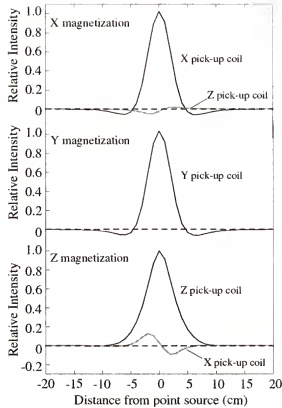 Relative Intensity
1.0
0.8
0.6
0.4
0.2
0
X magnetization
X pick-up coil
Z pick-up coil
Relative Intensity
1.0
0.8
0.6
0.4
0.2
0
Y magnetization
Y pick-up coil
Relative Intensity
1.0
0.8
0.6
0.4
0.2
0
-0.2
Z magnetization
Z pick-up coil
X pick-up coil
-20 -15 -10 -5 0 5 10 15 20
Distance from point source (cm)